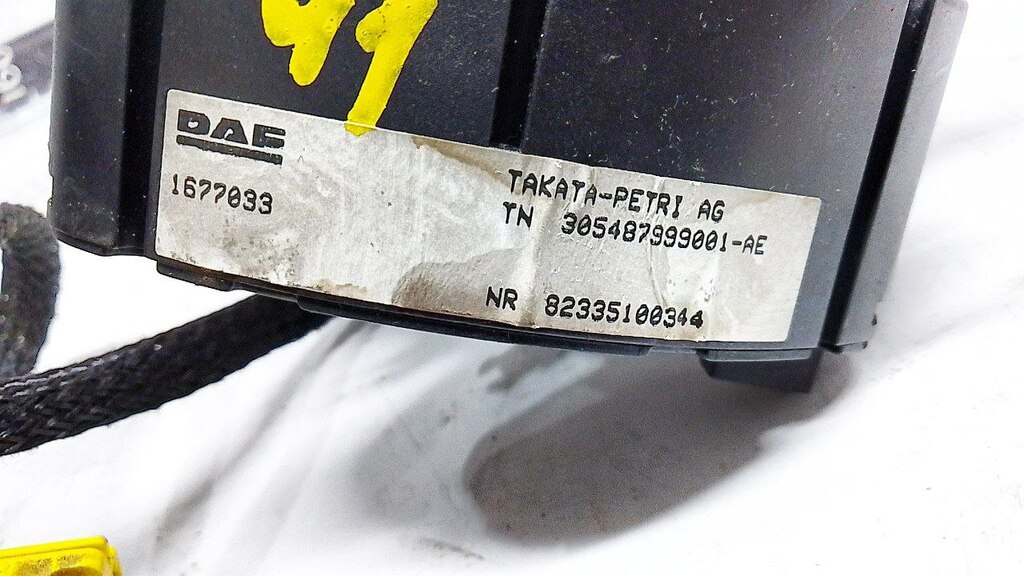 DAF
1677033
TAKATA-PETRI AG
TN 305487999001-AE
NR 82335100344